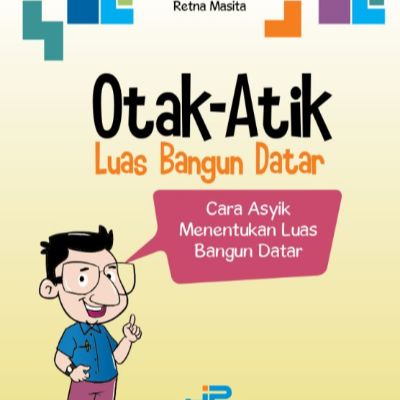 Retna Masita
Otak-Atik
Luas Bangun Datar
Cara Asyik
Menentukan Luas
Bangun Datar